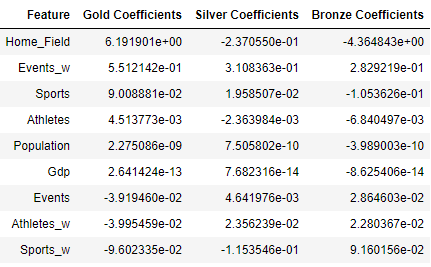 Feature Gold Coefficients Silver Coefficients Bronze Coefficients
Home_Field 6.191901e+00 -2.370550e-01 -4.364843e+00
Events_w 5.512142e-01 3.108363e-01 2.829219e-01
Sports 9.008881e-02 1.958507e-02 -1.053626e-01
Athletes 4.513773e-03 -2.363984e-03 -6.840497e-03
Population 2.275086e-09 7.505802e-10 -3.989003e-10
Gdp 2.641424e-13 7.682316e-14 -8.625406e-14
Events -3.919460e-02 4.641976e-03 2.864603e-02
Athletes_w -3.995459e-02 2.356239e-02 2.280367e-02
Sports_w -9.602335e-02 -1.153546e-01 9.160156e-02